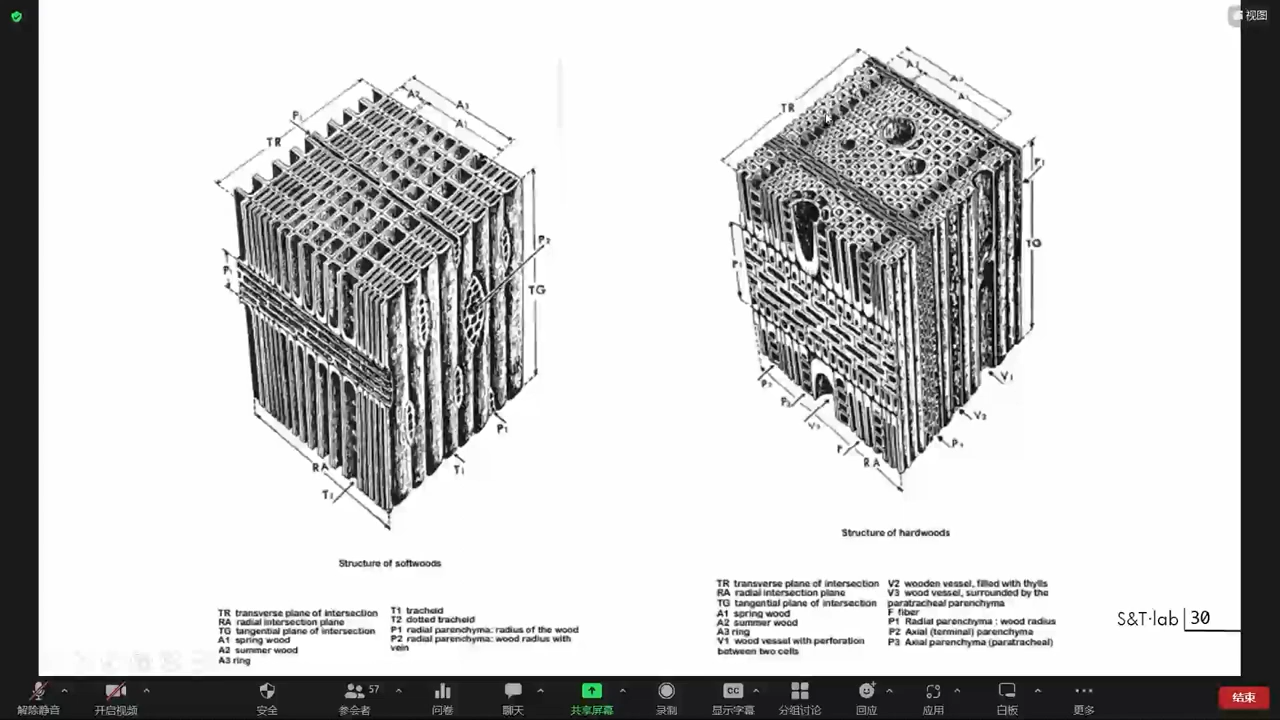 视图
TR
P1
A2
A3
A1
P1
P2
TG
RA
T1
T1
P1
TR
A2
A3
A1
P1
TG
P1
P3
P2
V3
F
RA
V1
V2
Structure of softwoods
Structure of hardwoods
TR transverse plane of intersection
RA radial intersection plane
TG tangential plane of intersection
A1 spring wood
A2 summer wood
A3 ring
T1 tracheid
T2 dotted tracheid
P1 radial parenchyma: radius of the wood
P2 radial parenchyma: wood radius with
vein
TR transverse plane of intersection
RA radial intersection plane
TG tangential plane of intersection
A1 spring wood
A2 summer wood
A3 ring
V1 wood vessel with perforation
between two cells
V2 wooden vessel, filled with thylls
V3 wood vessel, surrounded by the
paratracheid parenchyma
F fiber
P1 Radial parenchyma : wood radius
P2 Axial (terminal) parenchyma
P3 Axial parenchyma (paratracheal)
S&T·lab 30
57
CC
解除静音
开启视频
安全
参会者
问卷
聊天
共享屏幕
录制
显示字幕
分组讨论
回应
应用
白板
更多
结束